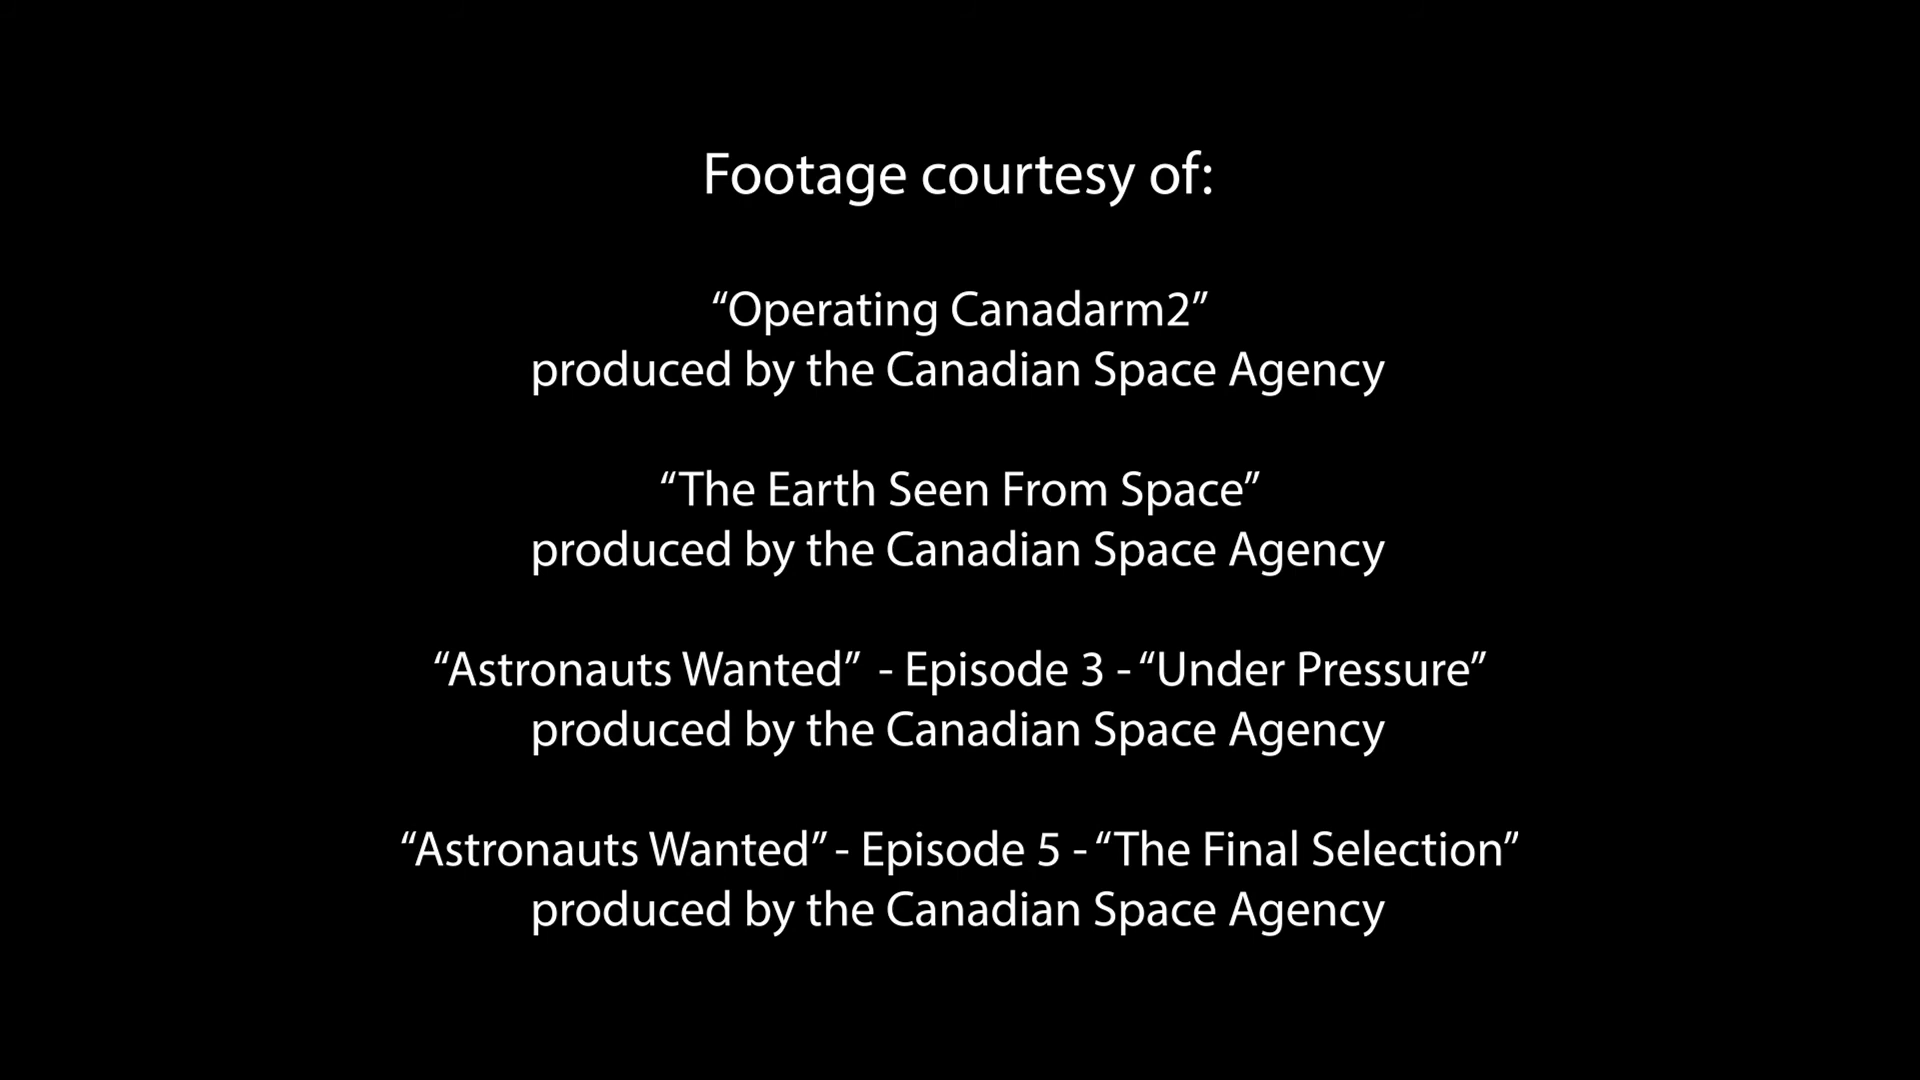 Footage courtesy of:
“Operating Canadarm2”
produced by the Canadian Space Agency
“The Earth Seen From Space”
produced by the Canadian Space Agency
“Astronauts Wanted” - Episode 3 - “Under Pressure”
produced by the Canadian Space Agency
“Astronauts Wanted” - Episode 5 - “The Final Selection”
produced by the Canadian Space Agency